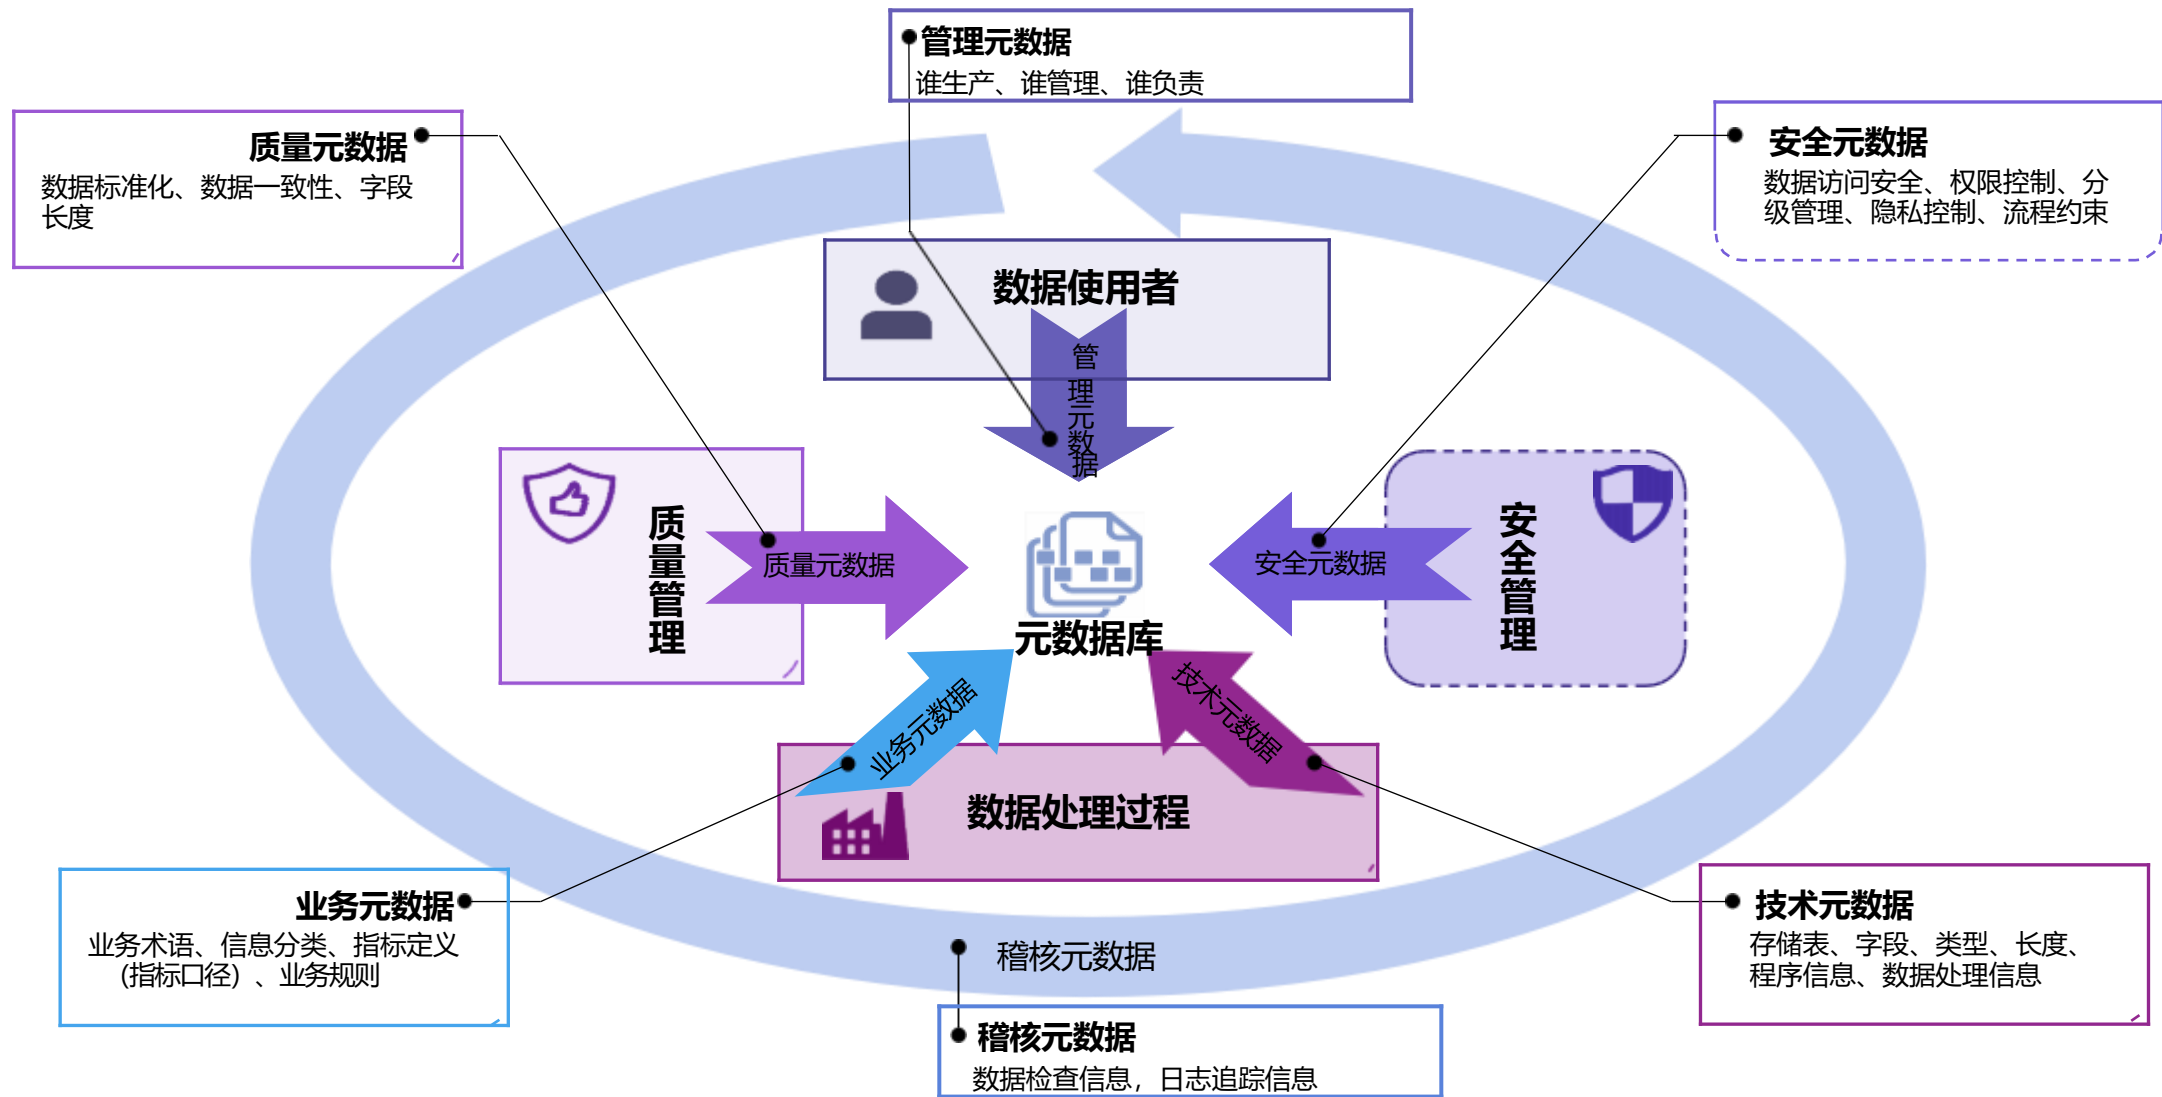 管理元数据
谁生产、谁管理、谁负责
质量元数据
数据标准化、数据一致性、字段
长度
安全元数据
数据访问安全、权限控制、分
级管理、隐私控制、流程约束
数据使用者
管理元数据
质量管理
质量元数据
安全元数据
安全管理
元数据库
业务元数据
技术元数据
数据处理过程
业务元数据
业务术语、信息分类、指标定义
（指标口径）、业务规则
技术元数据
存储表、字段、类型、长度、
程序信息、数据处理信息
稽核元数据
稽核元数据
数据检查信息，日志追踪信息